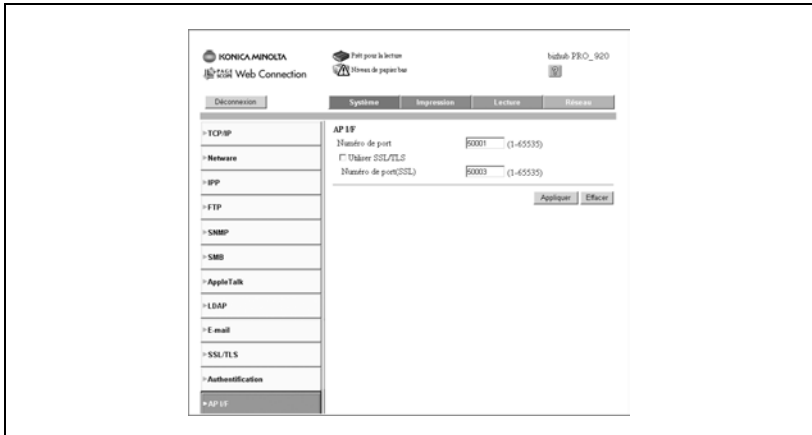 KONICA MINOLTA
PAGE SCOPE Web Connection
Prêt pour la lecture
Niveau de papier bas
bizhub PRO_920
?
Déconnexion
Système Impression Lecture Réseau
TCP/IP
Netware
IPP
FTP
SNMP
SMB
AppleTalk
LDAP
E-mail
SSL/TLS
Authentification
AP I/F
AP I/F
Numéro de port 50001 (1-65535)
Utiliser SSL/TLS
Numéro de port(SSL) 50003 (1-65535)
Appliquer Effacer